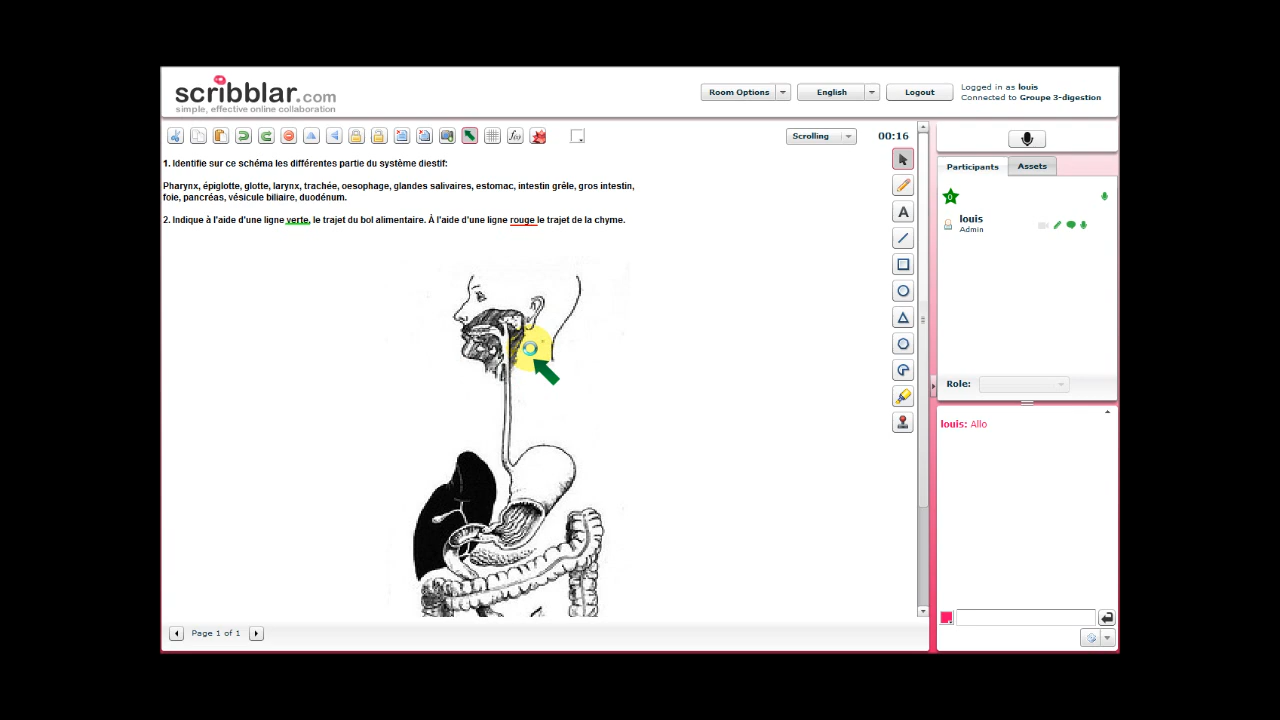 scribblar.com
simple, effective online collaboration
Room Options
English
Logout
Logged in as louis
Connected to Groupe 3-digestion
f(x)
Scrolling
00:16
1. Identifie sur ce schéma les différentes partie du système diestif:
Pharynx, épiglotte, glotte, larynx, trachée, oesophage, glandes salivaires, estomac, intestin grêle, gros intestin,
foie, pancréas, vésicule biliaire, duodénum.
2. Indique à l'aide d'une ligne verte, le trajet du bol alimentaire. À l'aide d'une ligne rouge le trajet de la chyme.
A
Participants
Assets
0
louis
Admin
Role:
louis: Allo
Page 1 of 1